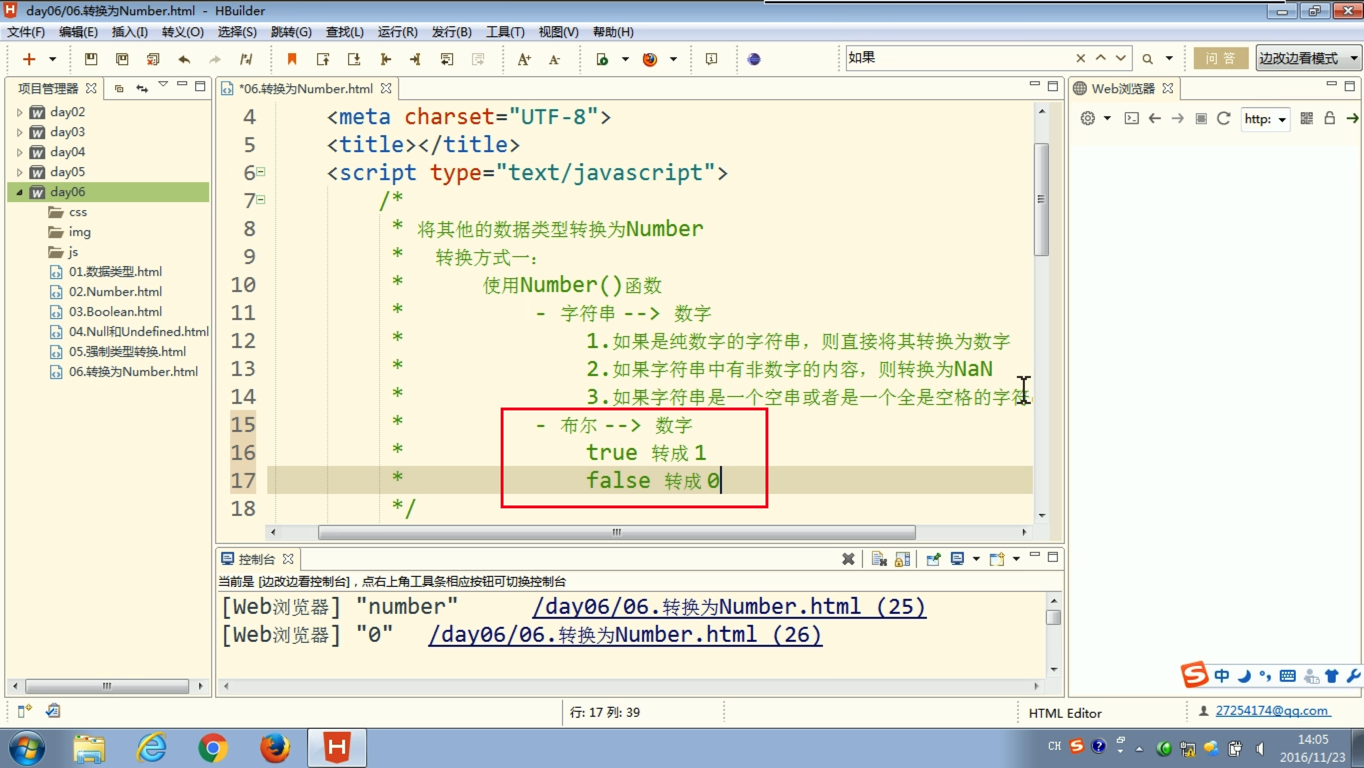 day06/06.转换为Number.html - HBuilder
文件(F) 编辑(E) 插入(I) 转义(O) 选择(S) 跳转(G) 查找(L) 运行(R) 发行(B) 工具(T) 视图(V) 帮助(H)
如果
问 答
边改边看模式
项目管理器
*06.转换为Number.html
Web浏览器
http:
day02
day03
day04
day05
day06
css
img
js
01.数据类型.html
02.Number.html
03.Boolean.html
04.Null和Undefined.html
05.强制类型转换.html
06.转换为Number.html
4 <meta charset="UTF-8">
5 <title></title>
6 <script type="text/javascript">
7 /*
8 * 将其他的数据类型转换为Number
9 * 转换方式一：
10 * 使用Number()函数
11 * - 字符串 --> 数字
12 * 1.如果是纯数字的字符串，则直接将其转换为数字
13 * 2.如果字符串中有非数字的内容，则转换为NaN
14 * 3.如果字符串是一个空串或者是一个全是空格的字符
15 * - 布尔 --> 数字
16 * true 转成 1
17 * false 转成 0
18 */
控制台
当前是 [边改边看控制台]，点右上角工具条相应按钮可切换控制台
[Web浏览器] "number" /day06/06.转换为Number.html (25)
[Web浏览器] "0" /day06/06.转换为Number.html (26)
中
行: 17 列: 39
HTML Editor
27254174@qq.com
CH
14:05
2016/11/23